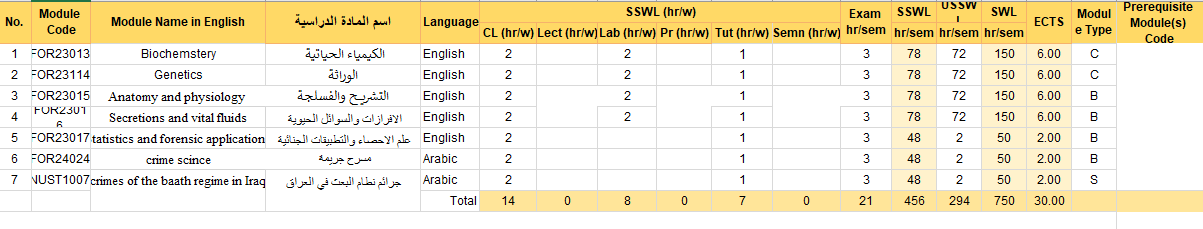 No. Module Code Module Name in English اسم المادة الدراسية Language SSWL (hr/w) Exam hr/sem SSWL hr/sem USSWL hr/sem SWL hr/sem ECTS Module Type Prerequisite Module(s) Code
CL (hr/w) Lect (hr/w) Lab (hr/w) Pr (hr/w) Tut (hr/w) Semn (hr/w)
1 FOR23013 Biochemstery الكيمياء الحياتية English 2 2 1 3 78 72 150 6.00 C
2 FOR23114 Genetics الوراثة English 2 2 1 3 78 72 150 6.00 C
3 FOR23015 Anatomy and physiology التشريح والفسلجة English 2 2 1 3 78 72 150 6.00 B
4 FOR23016 Secretions and vital fluids الافرازات والسوائل الحيوية English 2 2 1 3 78 72 150 6.00 B
5 FOR23017 tatistics and forensic application علم الاحصاء والتطبيقات الجنائية English 2 1 3 48 2 50 2.00 B
6 FOR24024 crime scince مسرح جريمة Arabic 2 1 3 48 2 50 2.00 B
7 NUST1007 crimes of the baath regime in Iraq جرائم نظام البعث في العراق Arabic 2 1 3 48 2 50 2.00 S
Total 14 0 8 0 7 0 21 456 294 750 30.00